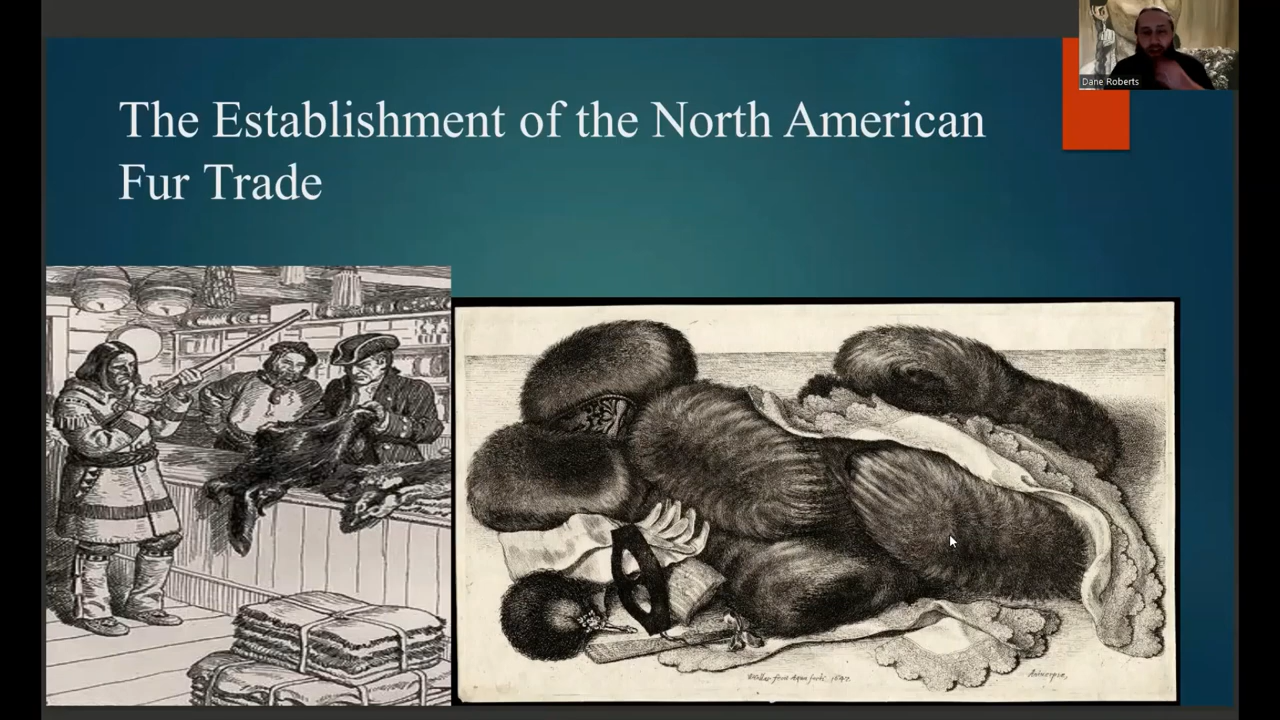 The Establishment of the North American
Fur Trade
Dane Roberts